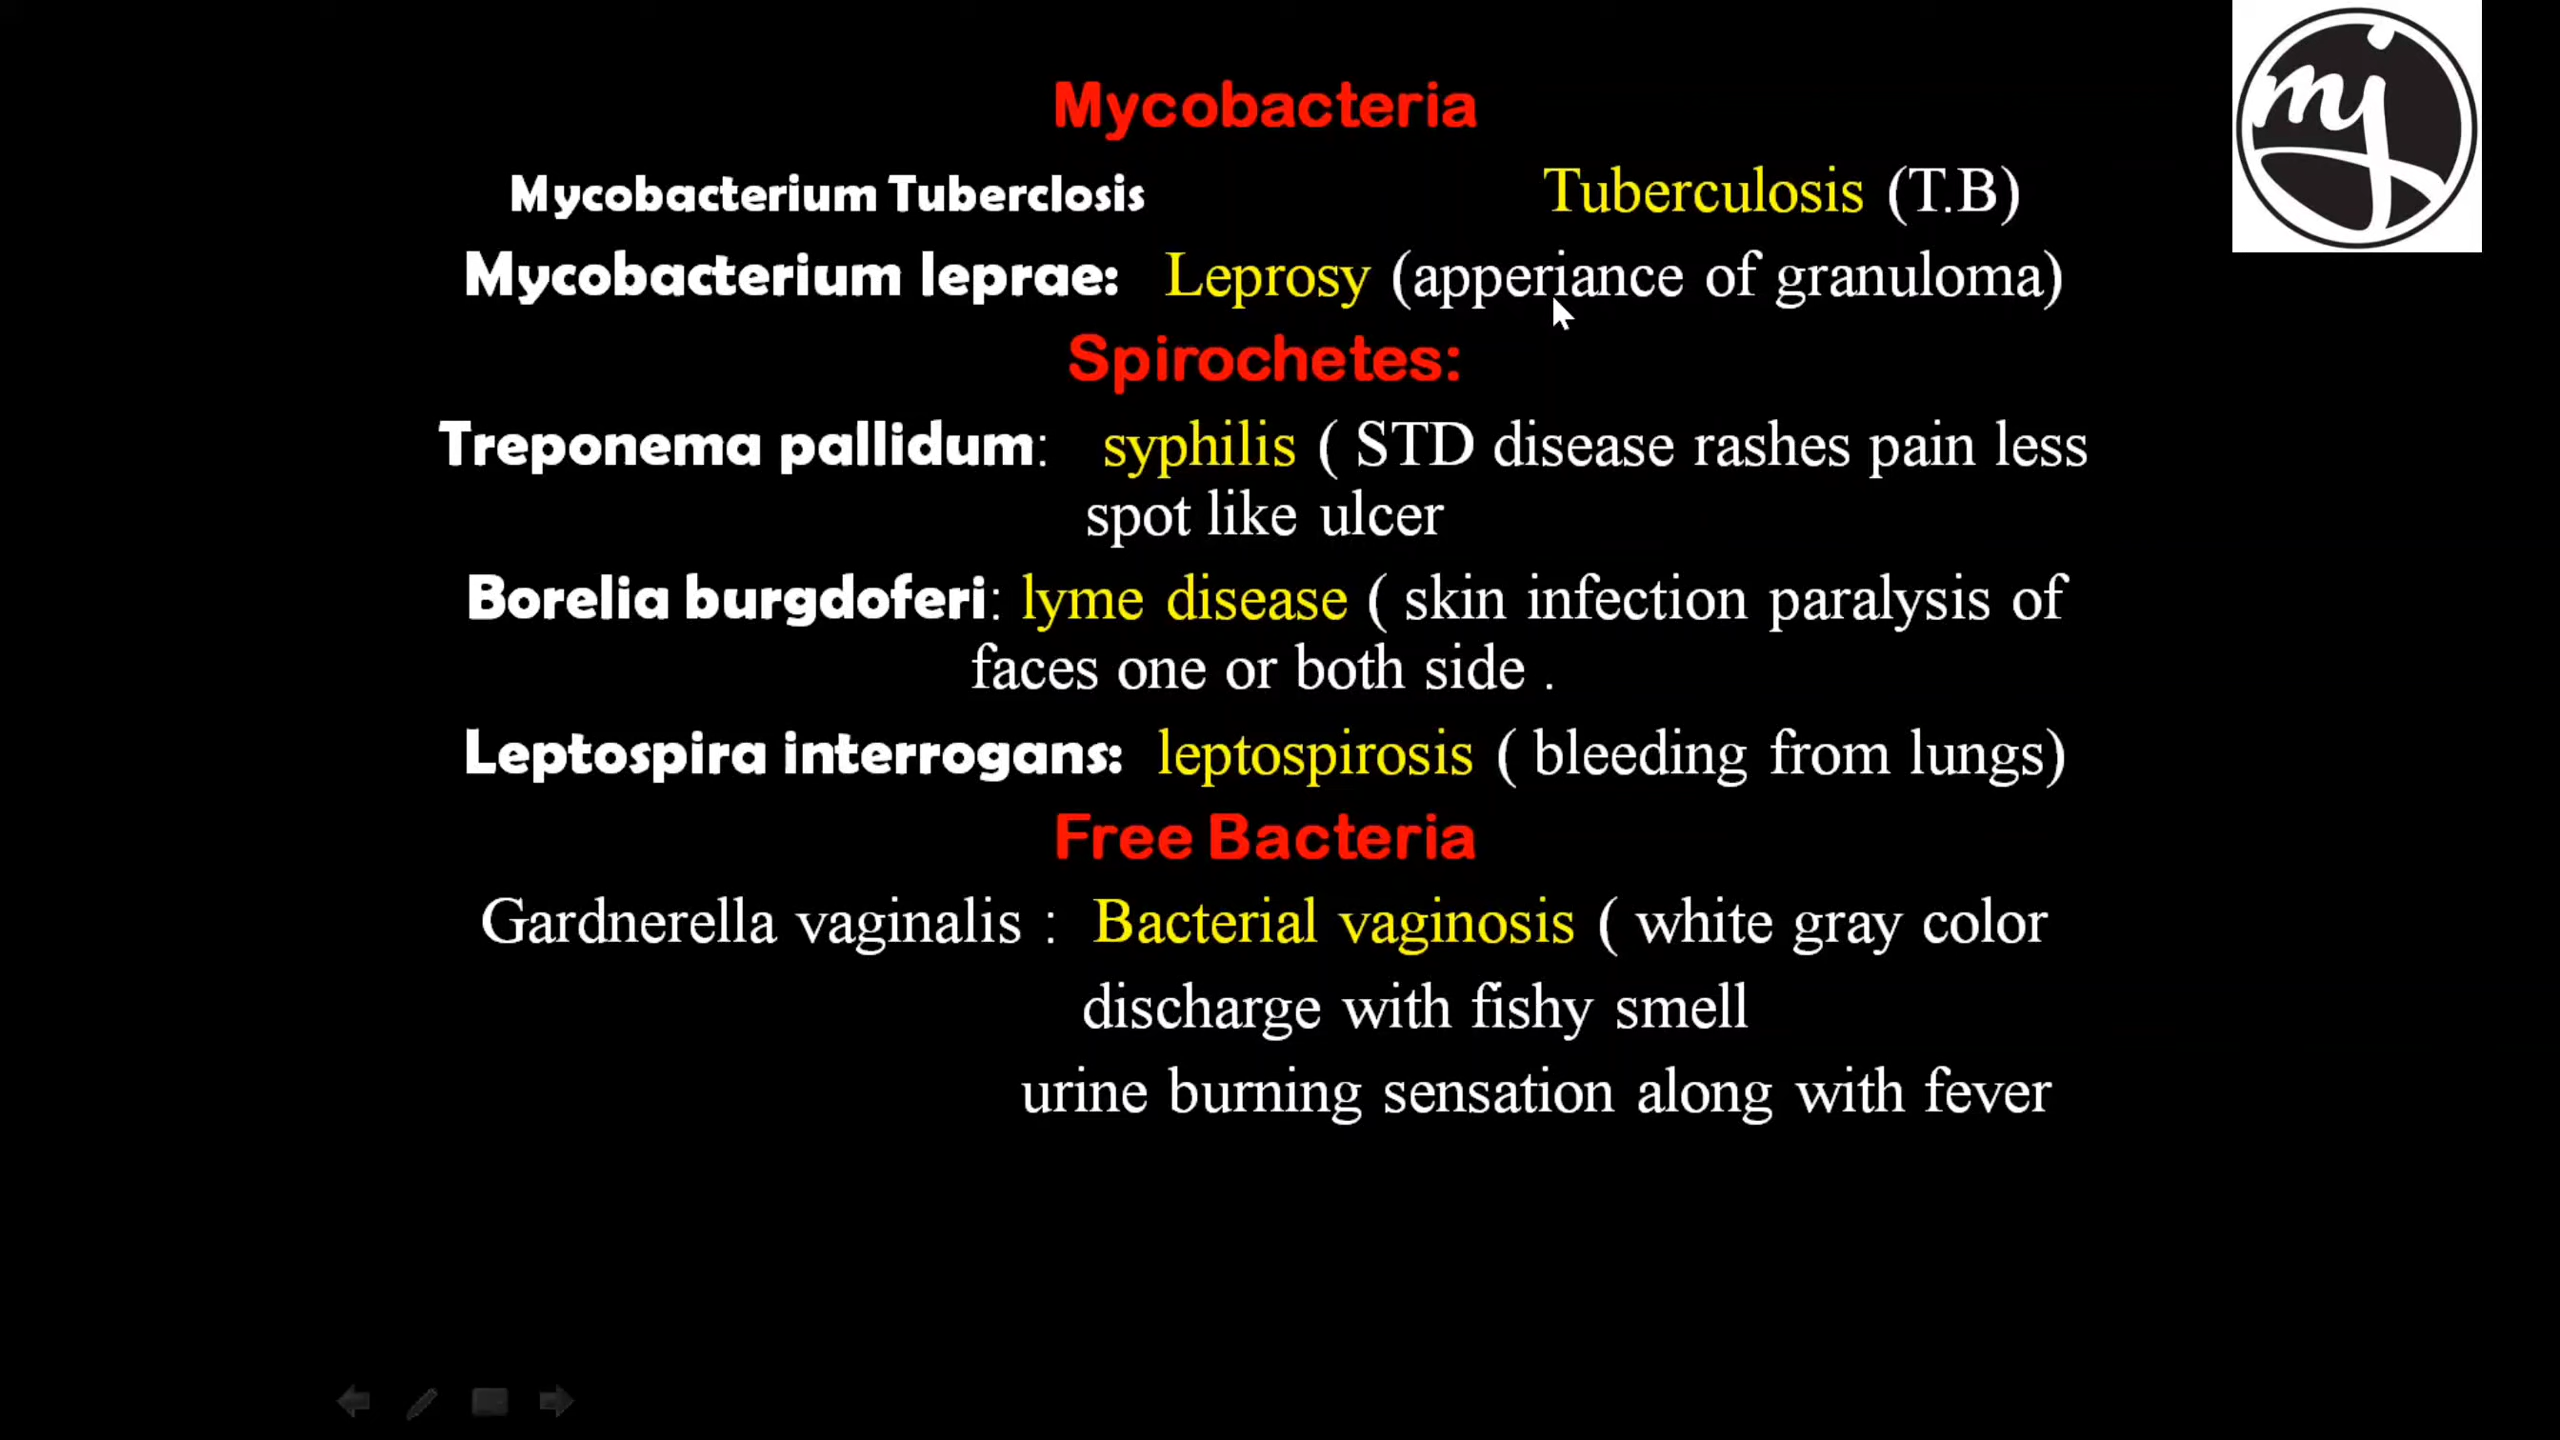 mj
Mycobacteria
Mycobacterium Tuberclosis Tuberculosis (T.B)
Mycobacterium leprae: Leprosy (apperiance of granuloma)
Spirochetes:
Treponema pallidum: syphilis ( STD disease rashes pain less
spot like ulcer
Borelia burgdoferi: lyme disease ( skin infection paralysis of
faces one or both side .
Leptospira interrogans: leptospirosis ( bleeding from lungs)
Free Bacteria
Gardnerella vaginalis : Bacterial vaginosis ( white gray color
discharge with fishy smell
urine burning sensation along with fever